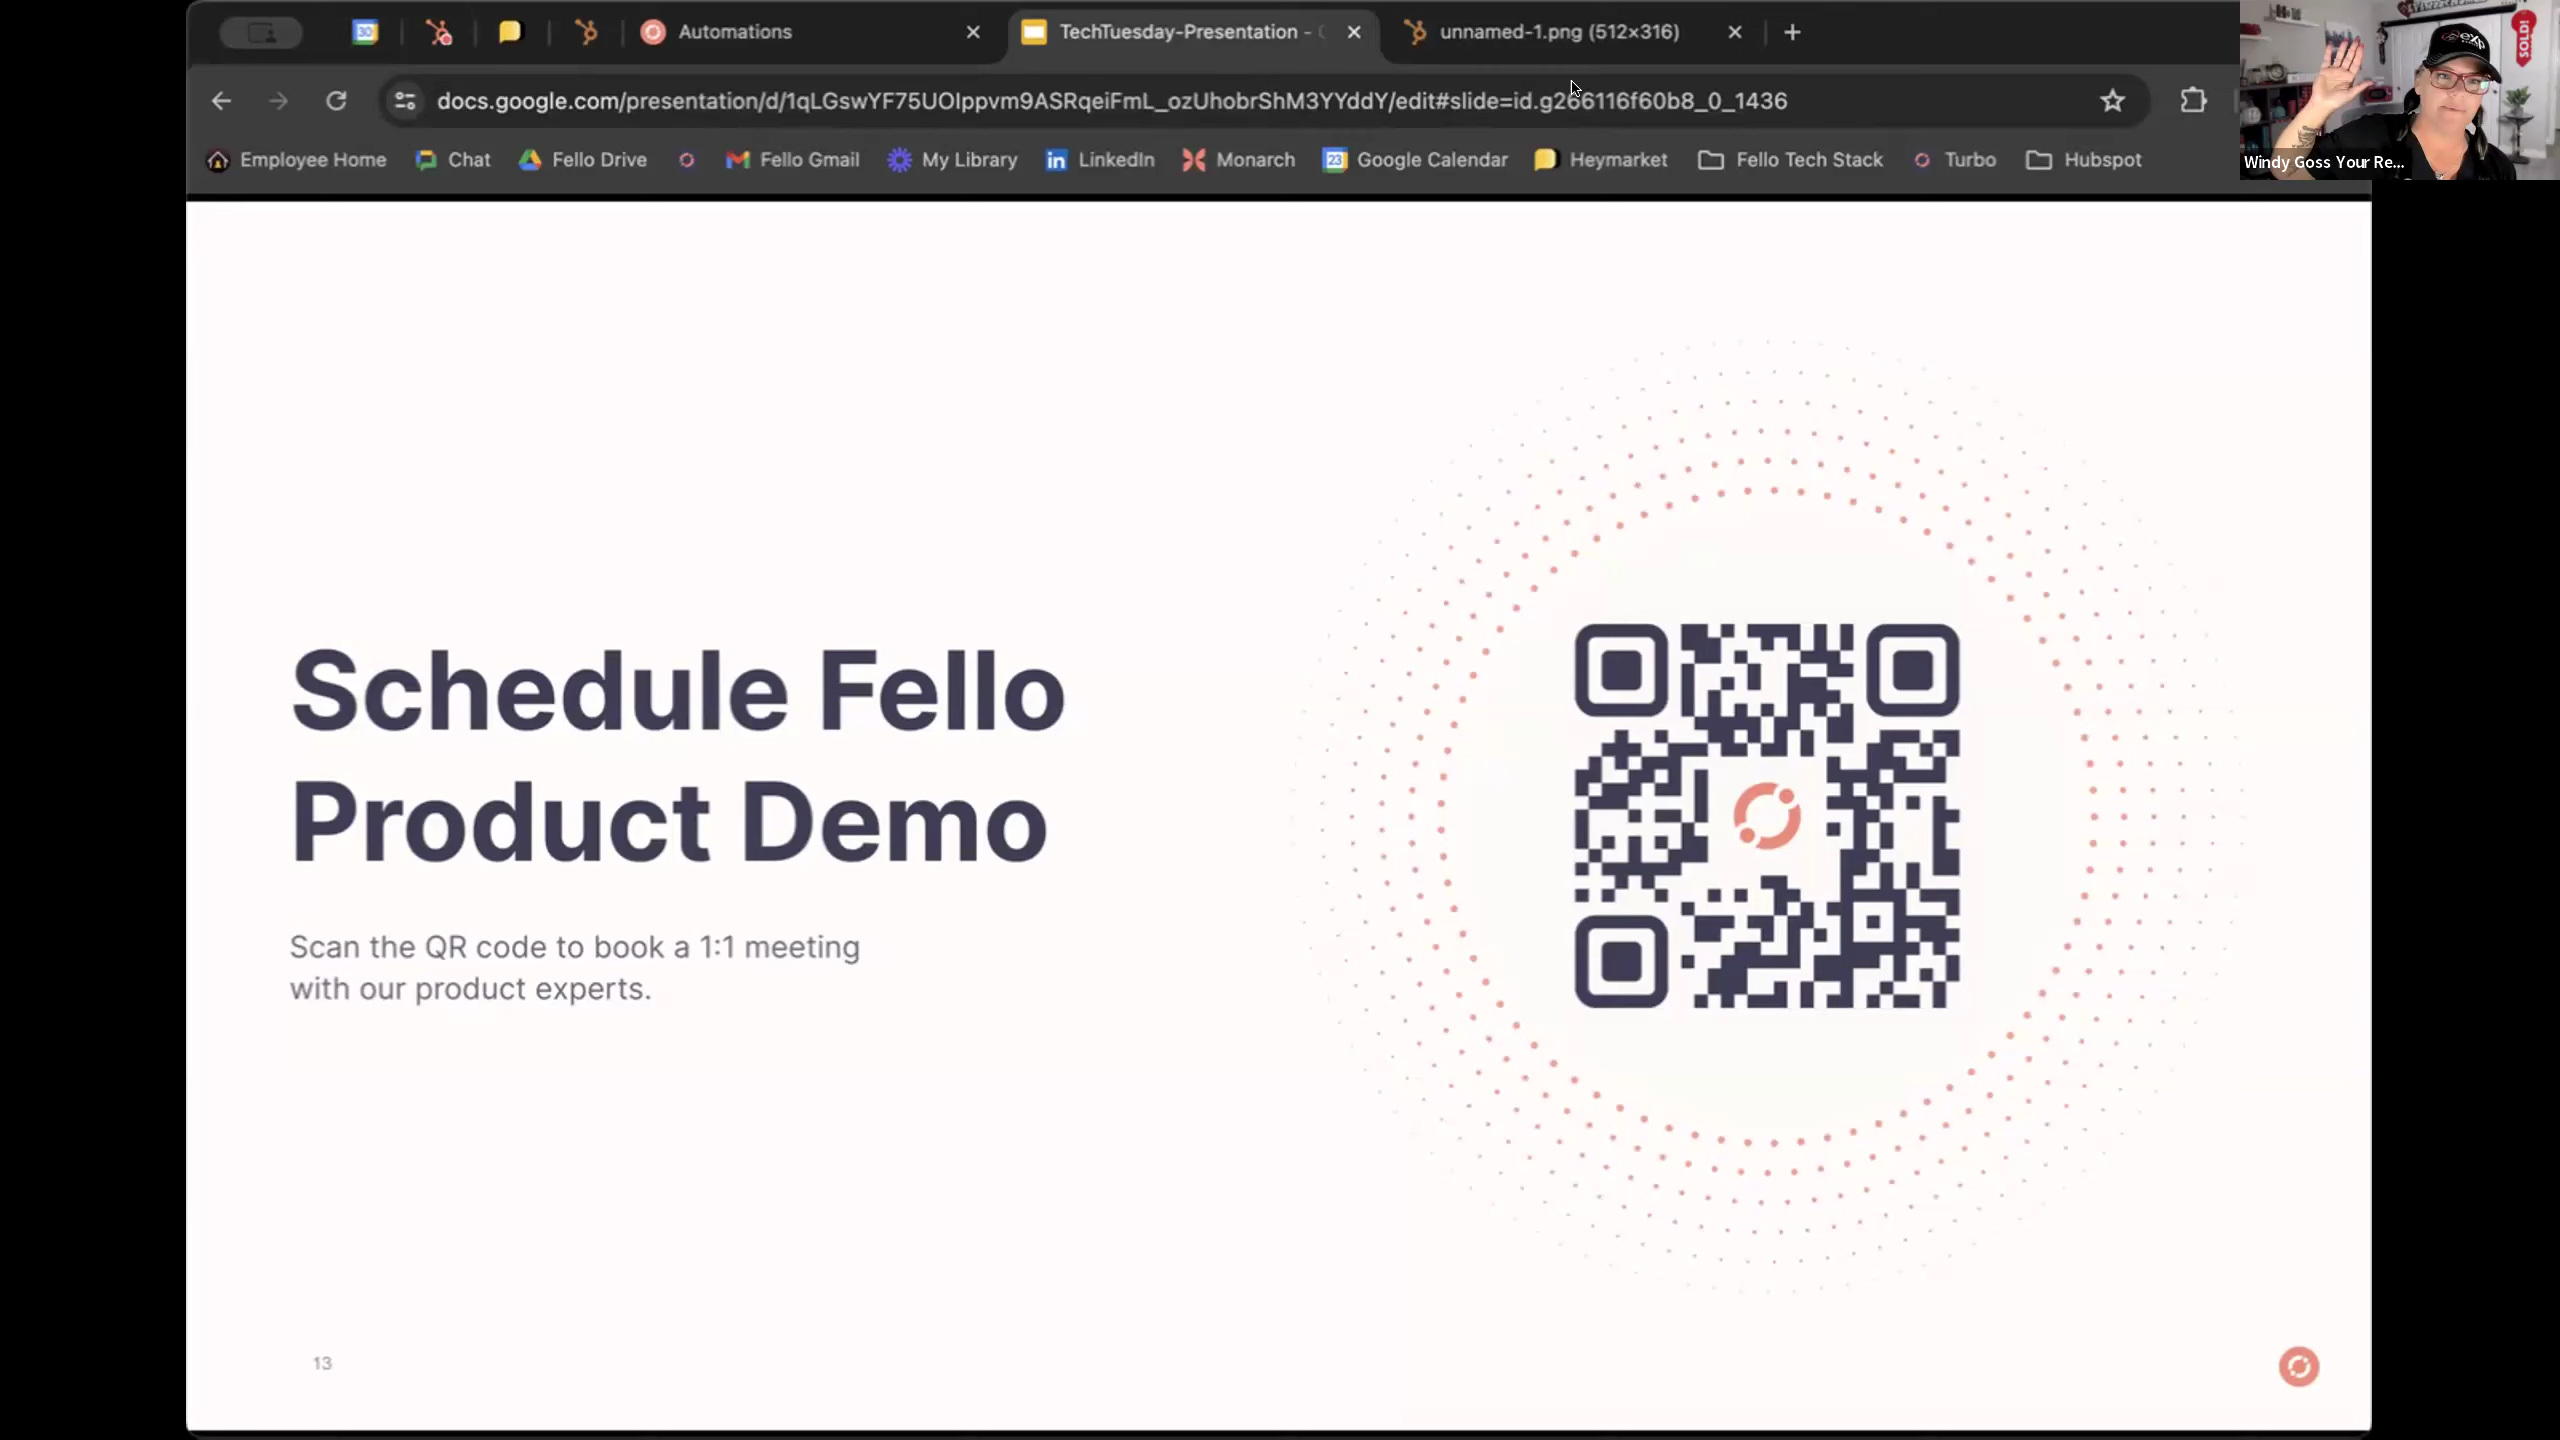 Automations
TechTuesday-Presentation -
unnamed-1.png (512×316)
docs.google.com/presentation/d/1qLGswYF75UOIppvm9ASRqeiFmL_ozUhobrShM3YYddY/edit#slide=id.g266116f60b8_0_1436
Employee Home
Chat
Fello Drive
Fello Gmail
My Library
LinkedIn
Monarch
Google Calendar
Heymarket
Fello Tech Stack
Turbo
Hubspot
exp
SOLD!
Windy Goss Your Re...
Schedule Fello
Product Demo
Scan the QR code to book a 1:1 meeting
with our product experts.
13